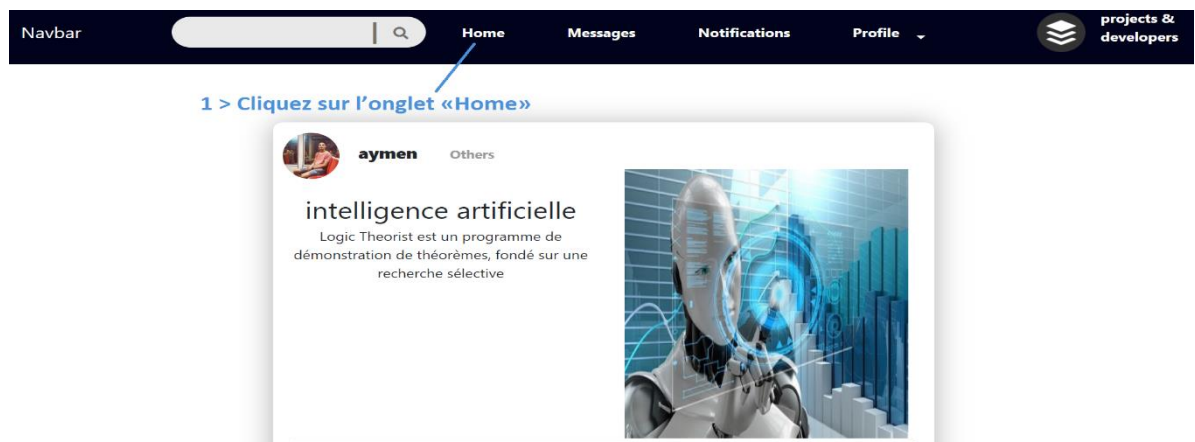 Navbar
Home
Messages
Notifications
Profile
projects &
developers
1 > Cliquez sur l'onglet «Home»
aymen
Others
intelligence artificielle
Logic Theorist est un programme de
démonstration de théorèmes, fondé sur une
recherche sélective